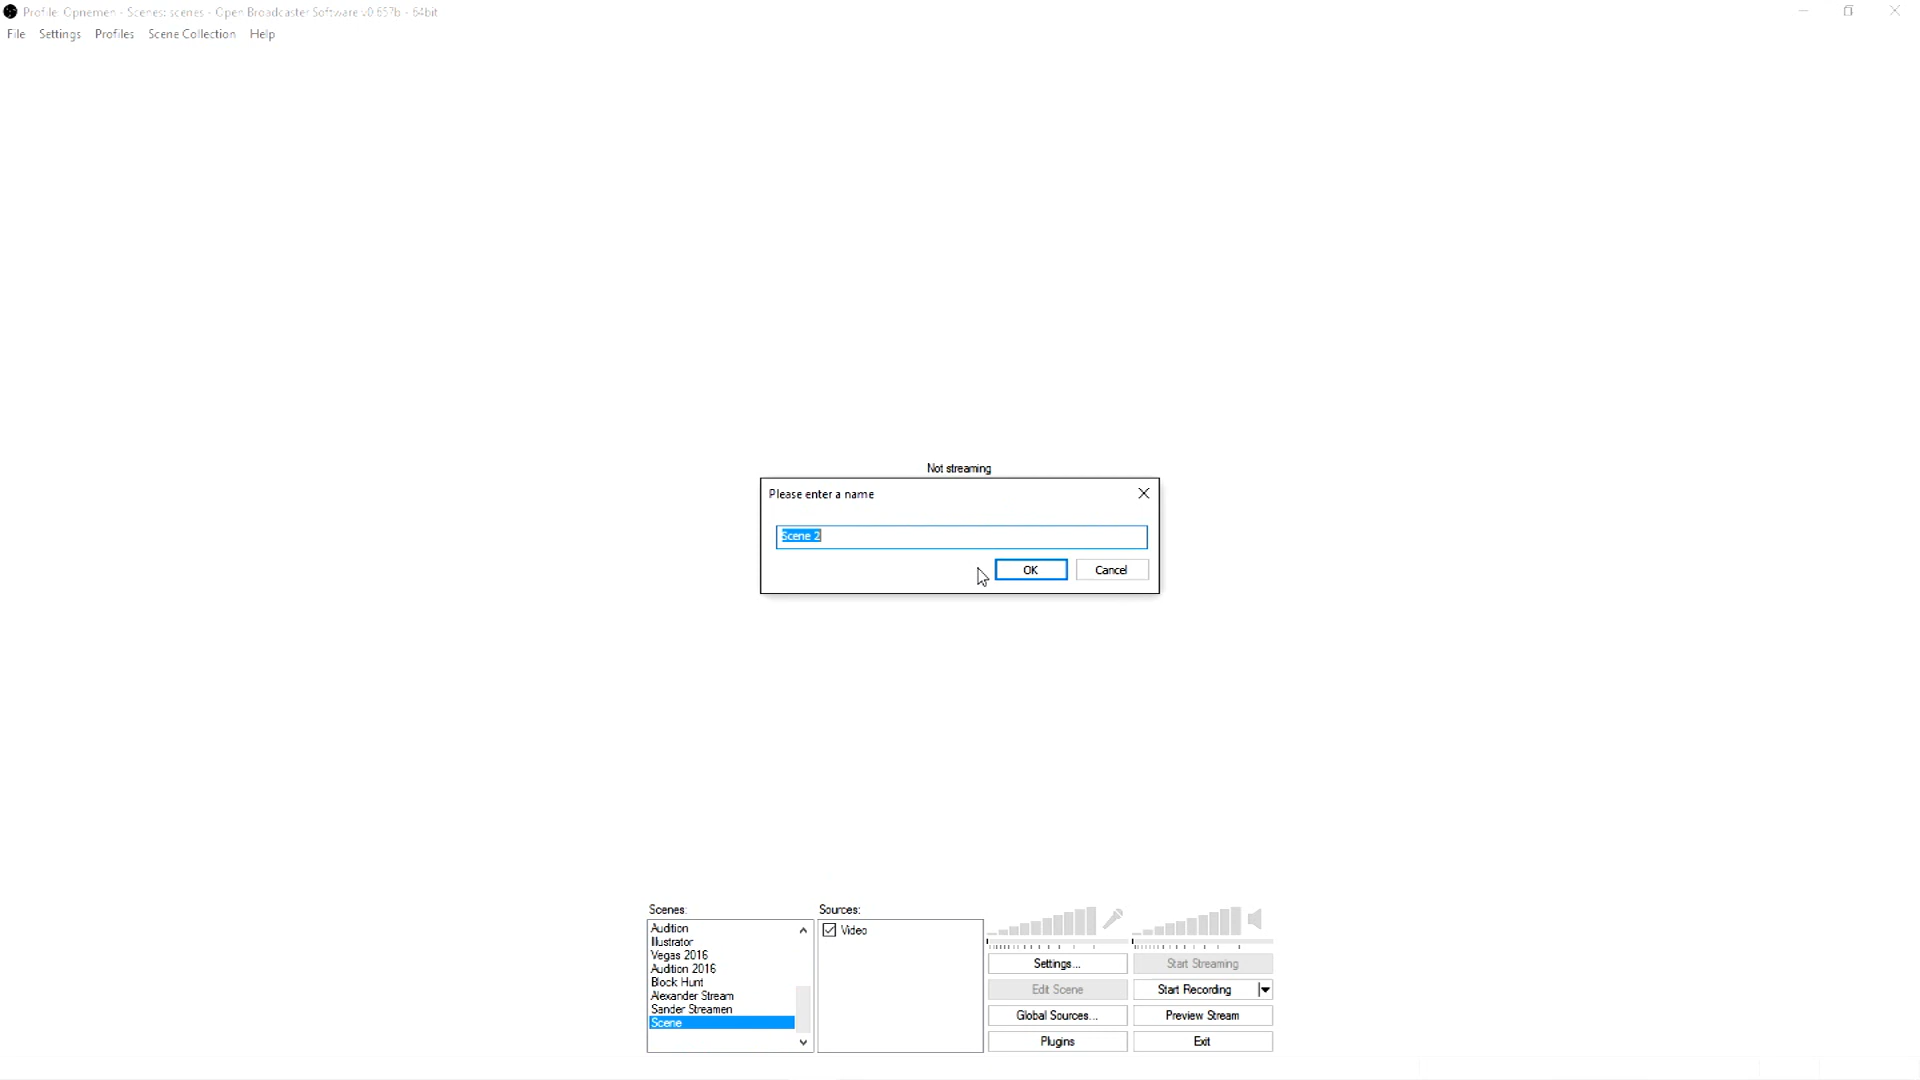 Profile: Opnemen - Scenes: scenes - Open Broadcaster Software v0.657b - 64bit
File Settings Profiles Scene Collection Help
Not streaming
Please enter a name
Scene 2
OK Cancel
Scenes:
Audition
Illustrator
Vegas 2016
Audition 2016
Block Hunt
Alexander Stream
Sander Streamen
Scene
Sources:
Video
Settings...
Start Streaming
Edit Scene
Start Recording
Global Sources...
Preview Stream
Plugins
Exit